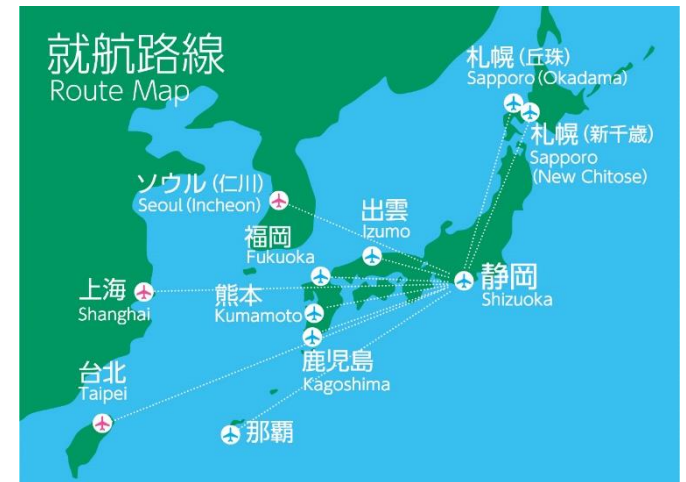 就航路線
Route Map
札幌(丘珠)
Sapporo(Okadama)
札幌(新千歳)
Sapporo
(New Chitose)
ソウル(仁川)
Seoul(Incheon)
出雲
Izumo
福岡
Fukuoka
静岡
Shizuoka
上海
Shanghai
熊本
Kumamoto
鹿児島
Kagoshima
台北
Taipei
那覇